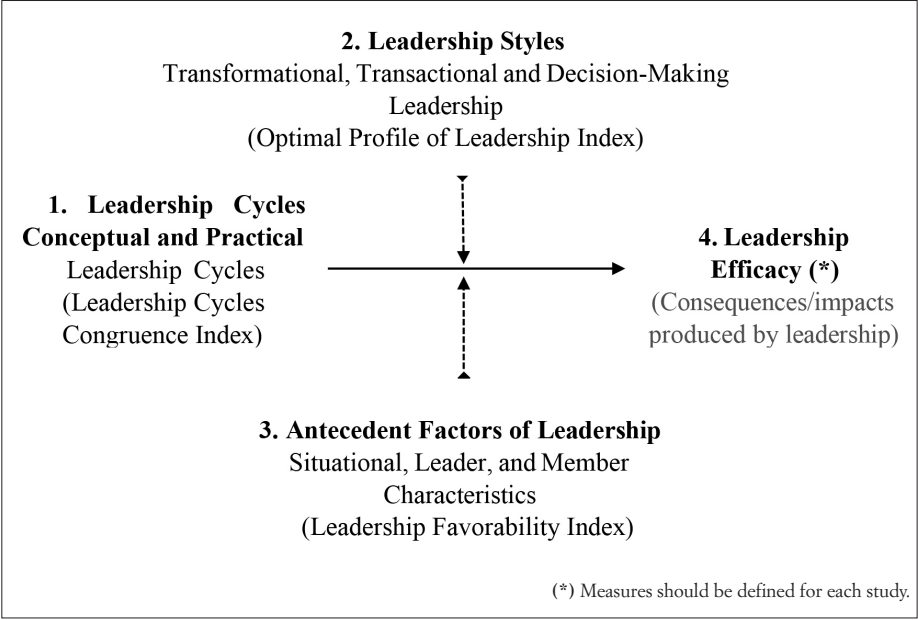 2. Leadership Styles
Transformational, Transactional and Decision-Making
Leadership
(Optimal Profile of Leadership Index)
1. Leadership Cycles
Conceptual and Practical
Leadership Cycles
(Leadership Cycles
Congruence Index)
4. Leadership
Efficacy (*)
(Consequences/impacts
produced by leadership)
3. Antecedent Factors of Leadership
Situational, Leader, and Member
Characteristics
(Leadership Favorability Index)
(*) Measures should be defined for each study.